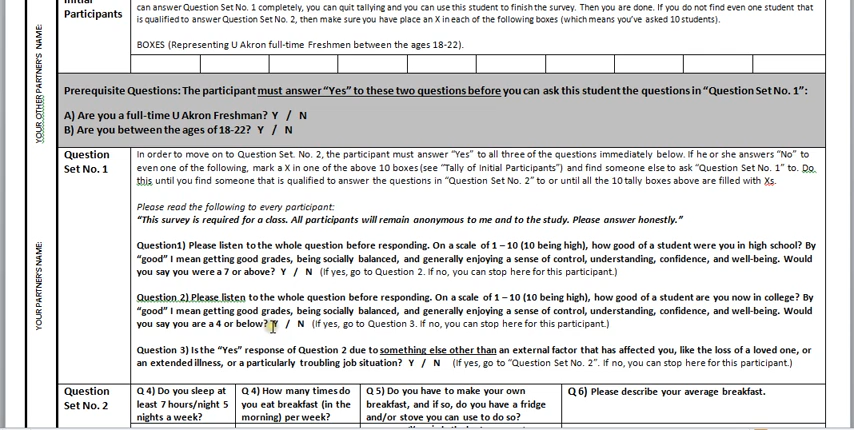 Initial
Participants
can answer Question Set No. 1 completely, you can quit tallying and you can use this student to finish the survey. Then you are done. If you do not find even one student that
is qualified to answer Question Set No. 2, then make sure you have place an X in each of the following boxes (which means you've asked 10 students).
BOXES (Representing U Akron full-time Freshmen between the ages 18-22).
YOUR OTHER PARTNER'S NAME:
Prerequisite Questions: The participant must answer "Yes" to these two questions before you can ask this student the questions in "Question Set No. 1":
A) Are you a full-time U Akron Freshman? Y / N
B) Are you between the ages of 18-22? Y / N
Question
Set No. 1
In order to move on to Question Set. No. 2, the participant must answer "Yes" to all three of the questions immediately below. If he or she answers "No" to
even one of the following, mark a X in one of the above 10 boxes (see "Tally of Initial Participants") and find someone else to ask "Question Set No. 1" to. Do
this until you find someone that is qualified to answer the questions in "Question Set No. 2" to or until all the 10 tally boxes above are filled with Xs.
Please read the following to every participant:
"This survey is required for a class. All participants will remain anonymous to me and to the study. Please answer honestly."
YOUR PARTNER'S NAME:
Question1) Please listen to the whole question before responding. On a scale of 1 – 10 (10 being high), how good of a student were you in high school? By
"good" I mean getting good grades, being socially balanced, and generally enjoying a sense of control, understanding, confidence, and well-being. Would
you say you were a 7 or above? Y / N (If yes, go to Question 2. If no, you can stop here for this participant.)
Question 2) Please listen to the whole question before responding. On a scale of 1 – 10 (10 being high), how good of a student are you now in college? By
"good" I mean getting good grades, being socially balanced, and generally enjoying a sense of control, understanding, confidence, and well-being. Would
you say you are a 4 or below? Y / N (If yes, go to Question 3. If no, you can stop here for this participant.)
Question 3) Is the "Yes" response of Question 2 due to something else other than an external factor that has affected you, like the loss of a loved one, or
an extended illness, or a particularly troubling job situation? Y / N (If yes, go to "Question Set No. 2". If no, you can stop here for this participant.)
Question
Set No. 2
Q 4) Do you sleep at
least 7 hours/night 5
nights a week?
Q 4) How many times do
you eat breakfast (in the
morning) per week?
Q 5) Do you have to make your own
breakfast, and if so, do you have a fridge
and/or stove you can use to do so?
Q 6) Please describe your average breakfast.